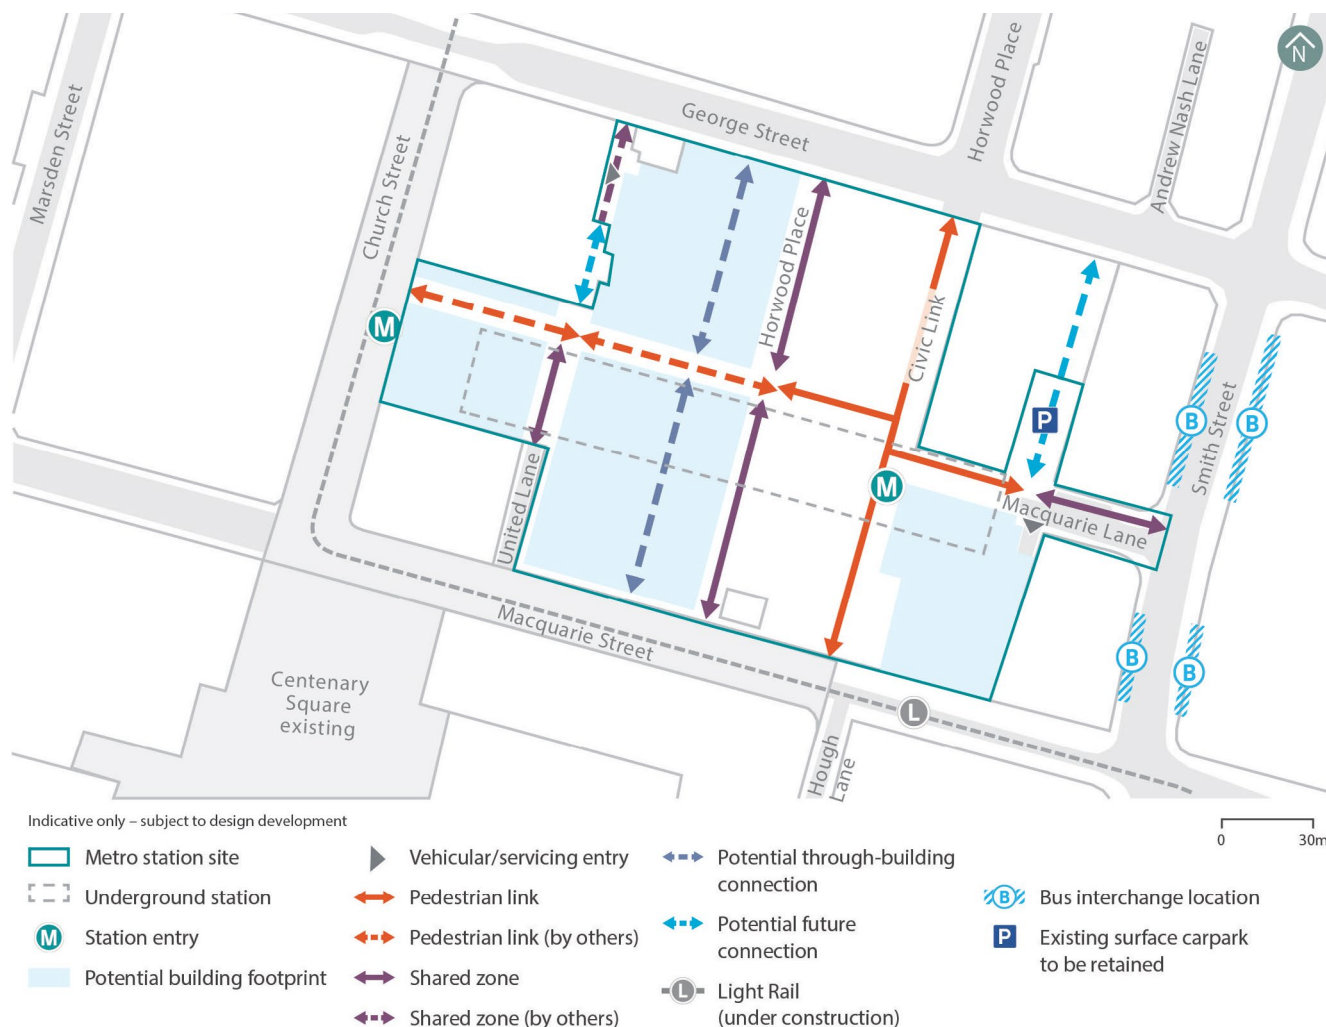 N
Marsden Street
Church Street
George Street
Horwood Place
Andrew Nash Lane
Horwood Place
Civic Link
M
P
B
B
Smith Street
M
Macquarie Lane
United Lane
Macquarie Street
B
B
Centenary
Square
existing
L
Hough
Lane
Indicative only – subject to design development
0 30m
Metro station site
Underground station
M Station entry
Potential building footprint
Vehicular/servicing entry
Pedestrian link
Pedestrian link (by others)
Shared zone
Shared zone (by others)
Potential through-building
connection
Potential future
connection
L Light Rail
(under construction)
B Bus interchange location
P Existing surface carpark
to be retained